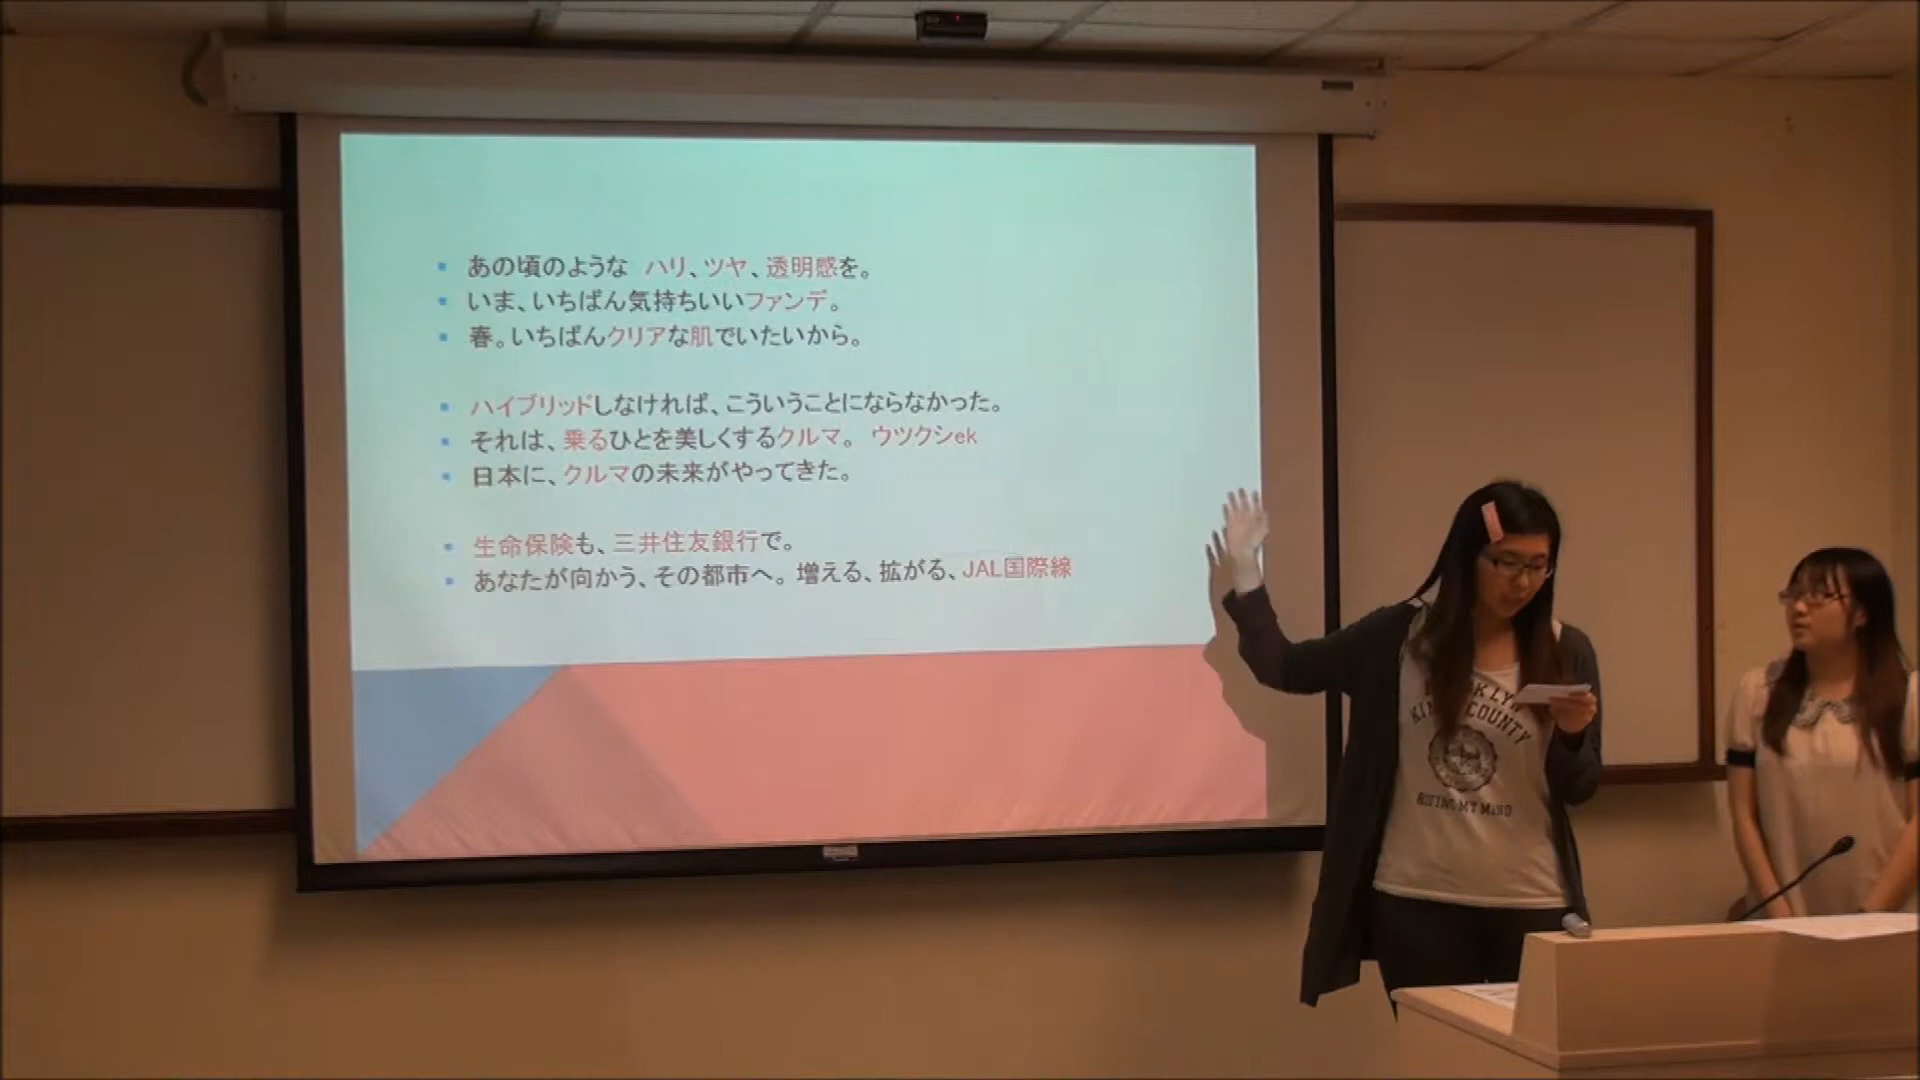 あの頃のような ハリ、ツヤ、透明感を。
いま、いちばん気持ちいいファンデ。
春。いちばんクリアな肌でいたいから。
ハイブリッドしなければ、こういうことにならなかった。
それは、乗るひとを美しくするクルマ。 ウツクシek
日本に、クルマの未来がやってきた。
生命保険も、三井住友銀行で。
あなたが向かう、その都市へ。増える、拡がる、JAL国際線
COUNTY